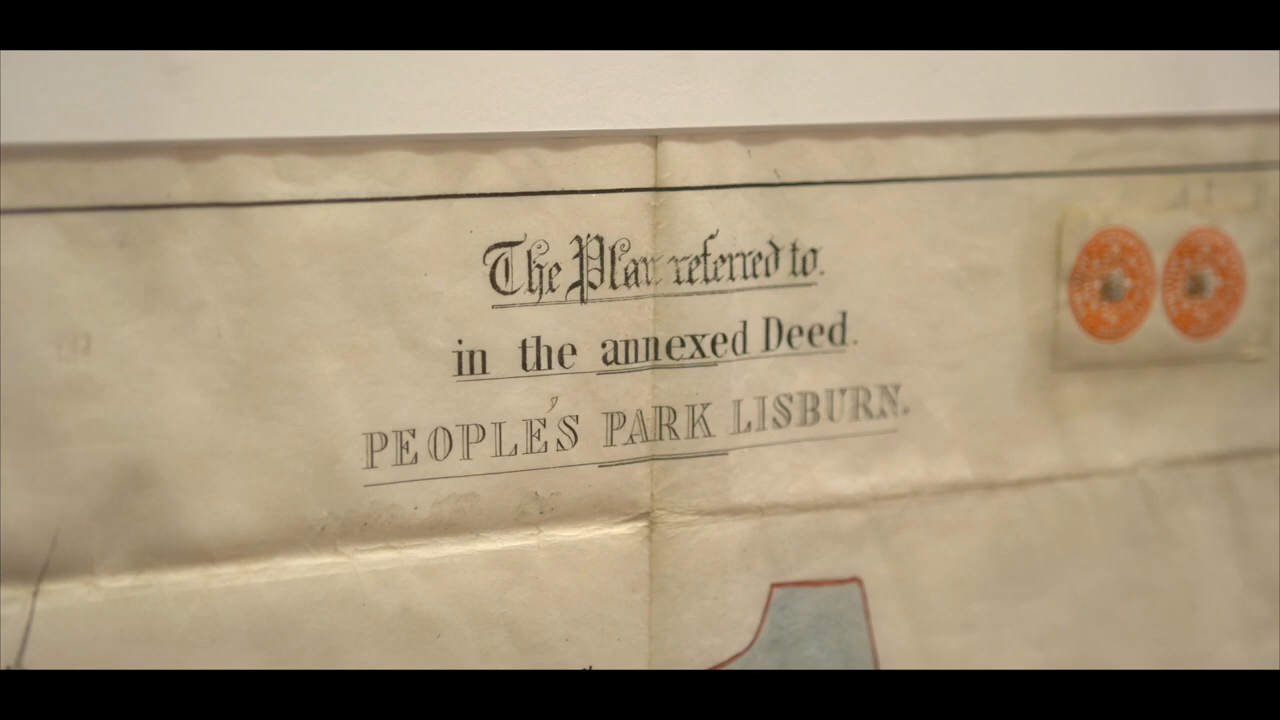 The Plan referred to.
in the annexed Deed.
PEOPLE'S PARK LISBURN.